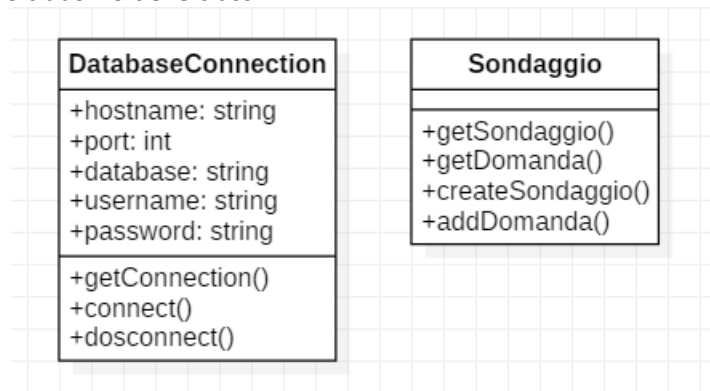 DatabaseConnection
+hostname: string
+port: int
+database: string
+username: string
+password: string
+getConnection()
+connect()
+dosconnect()
Sondaggio
+getSondaggio()
+getDomanda()
+createSondaggio()
+addDomanda()